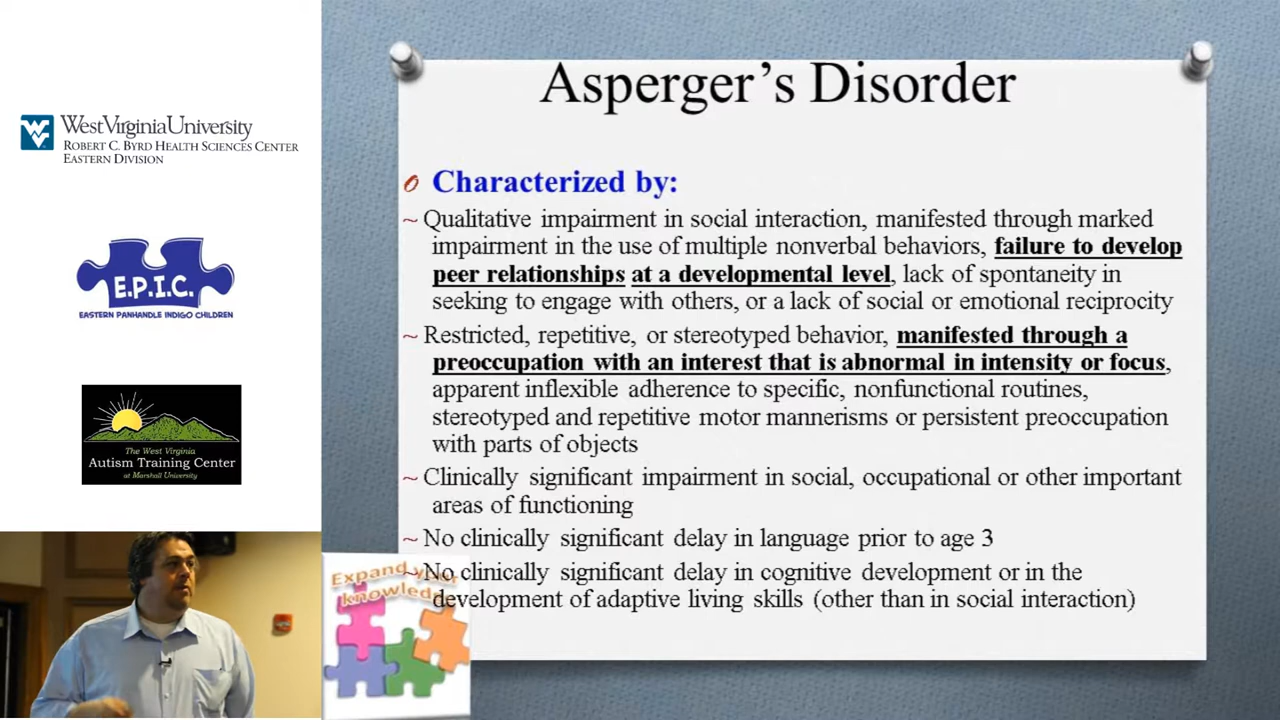 West Virginia University
ROBERT C. BYRD HEALTH SCIENCES CENTER
EASTERN DIVISION
E.P.I.C.
EASTERN PANHANDLE INDIGO CHILDREN
The West Virginia
Autism Training Center
at Marshall University
Asperger's Disorder
Characterized by:
~ Qualitative impairment in social interaction, manifested through marked
impairment in the use of multiple nonverbal behaviors, failure to develop
peer relationships at a developmental level, lack of spontaneity in
seeking to engage with others, or a lack of social or emotional reciprocity
~ Restricted, repetitive, or stereotyped behavior, manifested through a
preoccupation with an interest that is abnormal in intensity or focus,
apparent inflexible adherence to specific, nonfunctional routines,
stereotyped and repetitive motor mannerisms or persistent preoccupation
with parts of objects
~ Clinically significant impairment in social, occupational or other important
areas of functioning
~ No clinically significant delay in language prior to age 3
~ No clinically significant delay in cognitive development or in the
development of adaptive living skills (other than in social interaction)
Expand your
knowledge